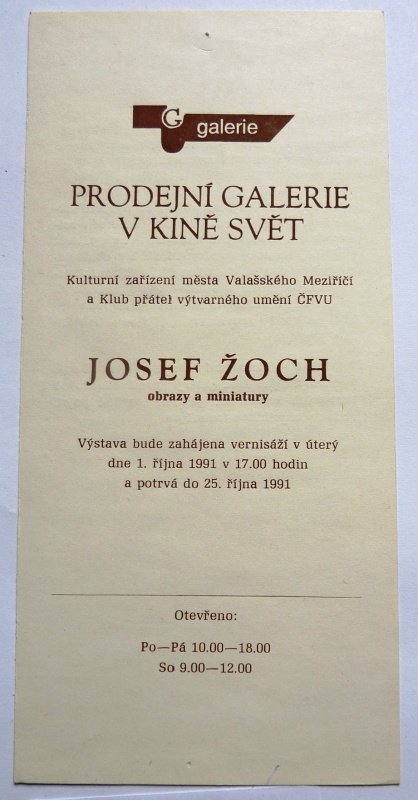 G galerie
PRODEJNÍ GALERIE
V KINĚ SVĚT
Kulturní zařízení města Valašského Meziříčí
a Klub přátel výtvarného umění ČFVU
JOSEF ŽOCH
obrazy a miniatury
Výstava bude zahájena vernisáží v úterý
dne 1. října 1991 v 17.00 hodin
a potrvá do 25. října 1991
Otevřeno:
Po—Pá 10.00—18.00
So 9.00—12.00